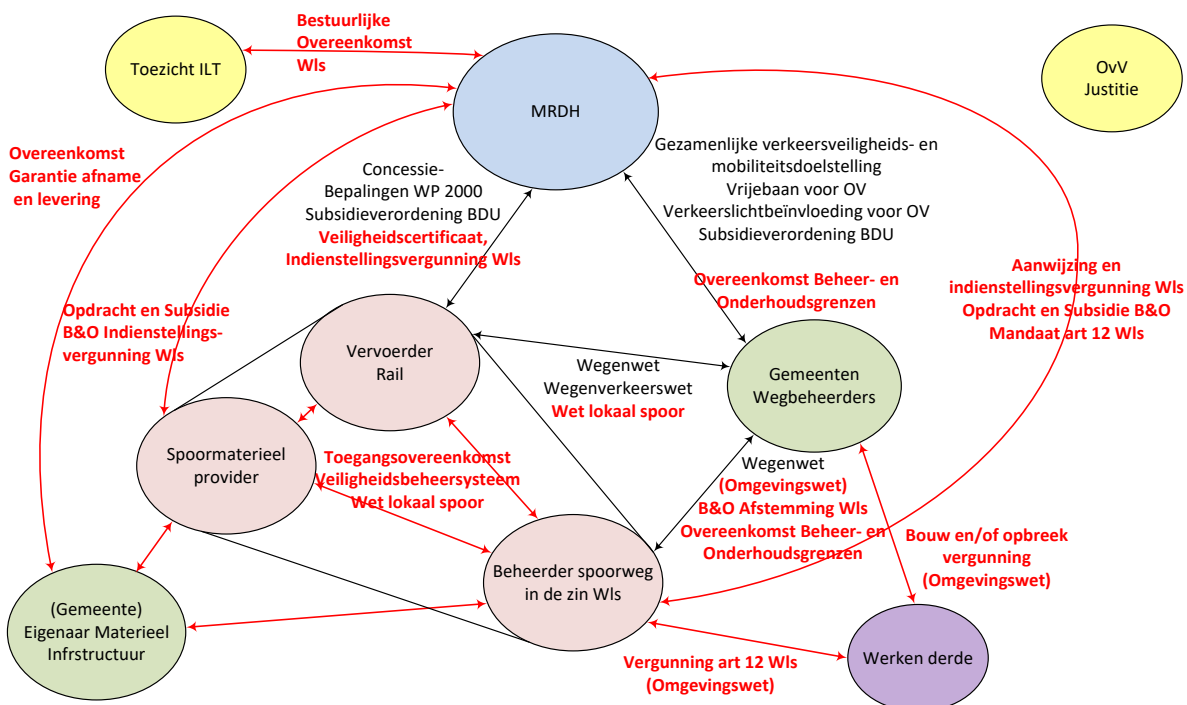 Bestuurlijke
Overeenkomst
Wls
Toezicht ILT
OvV
Justitie
MRDH
Overeenkomst
Garantie afname
en levering
Concessie-
Bepalingen WP 2000
Subsidieverordening BDU
Veiligheidscertificaat,
Indienstellingsvergunning Wls
Gezamenlijke verkeersveiligheids- en
mobiliteitsdoelstelling
Vrijebaan voor OV
Verkeerslichtbeïnvloeding voor OV
Subsidieverordening BDU
Overeenkomst Beheer- en
Onderhoudsgrenzen
Aanwijzing en
indienstellingsvergunning Wls
Opdracht en Subsidie B&O
Mandaat art 12 Wls
Opdracht en Subsidie
B&O Indienstellings-
vergunning Wls
Vervoerder
Rail
Wegenwet
Wegenverkeerswet
Wet lokaal spoor
Gemeenten
Wegbeheerders
Spoormaterieel
provider
Toegangsovereenkomst
Veiligheidsbeheersysteem
Wet lokaal spoor
Wegenwet
(Omgevingswet)
B&O Afstemming Wls
Overeenkomst Beheer- en
Onderhoudsgrenzen
Bouw en/of opbreek
vergunning
(Omgevingswet)
Beheerder spoorweg
in de zin Wls
(Gemeente)
Eigenaar Materieel
Infrstructuur
Vergunning art 12 Wls
(Omgevingswet)
Werken derde